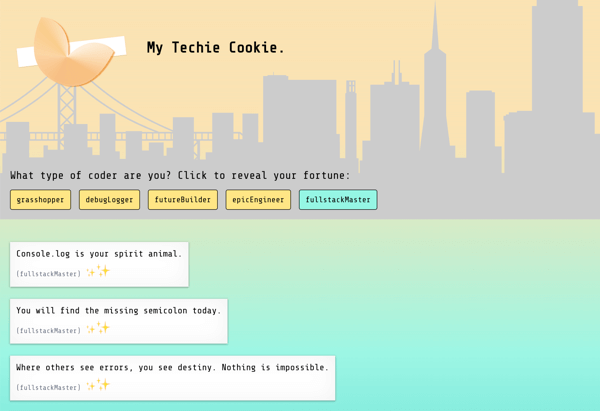 My Techie Cookie.
What type of coder are you? Click to reveal your fortune:
grasshopper debugLogger futureBuilder epicEngineer fullstackMaster
Console.log is your spirit animal.
(fullstackMaster) ✨✨
You will find the missing semicolon today.
(fullstackMaster) ✨✨
Where others see errors, you see destiny. Nothing is impossible.
(fullstackMaster) ✨✨